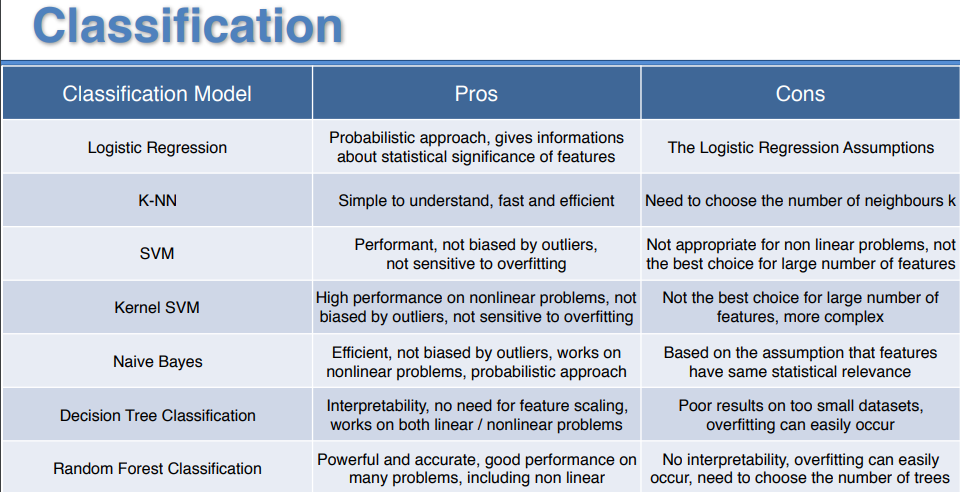 Classification
Classification Model
Pros
Cons
Logistic Regression
Probabilistic approach, gives informations
about statistical significance of features
The Logistic Regression Assumptions
K-NN
Simple to understand, fast and efficient
Need to choose the number of neighbours k
SVM
Performant, not biased by outliers,
not sensitive to overfitting
Not appropriate for non linear problems, not
the best choice for large number of features
Kernel SVM
High performance on nonlinear problems, not
biased by outliers, not sensitive to overfitting
Not the best choice for large number of
features, more complex
Naive Bayes
Efficient, not biased by outliers, works on
nonlinear problems, probabilistic approach
Based on the assumption that features
have same statistical relevance
Decision Tree Classification
Interpretability, no need for feature scaling,
works on both linear / nonlinear problems
Poor results on too small datasets,
overfitting can easily occur
Random Forest Classification
Powerful and accurate, good performance on
many problems, including non linear
No interpretability, overfitting can easily
occur, need to choose the number of trees